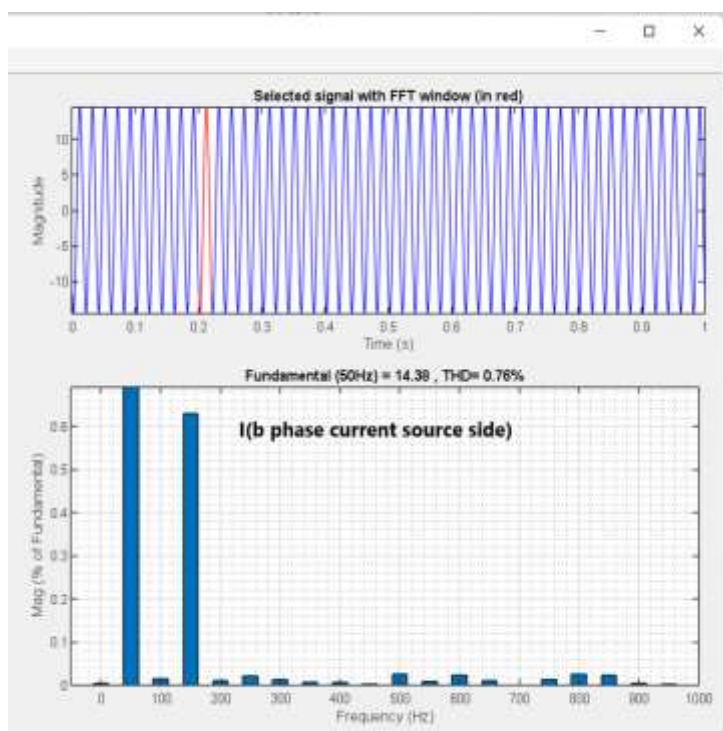 Selected signal with FFT window (in red)
10
5
0
-5
-10
Magnitude
0 0.1 0.2 0.3 0.4 0.5 0.6 0.7 0.8 0.9 1
Time (s)
Fundamental (50Hz) = 14.38 , THD= 0.76%
I(b phase current source side)
0.6
0.5
0.4
0.3
0.2
0.1
0
Mag (% of Fundamental)
0 100 200 300 400 500 600 700 800 900 1000
Frequency (Hz)